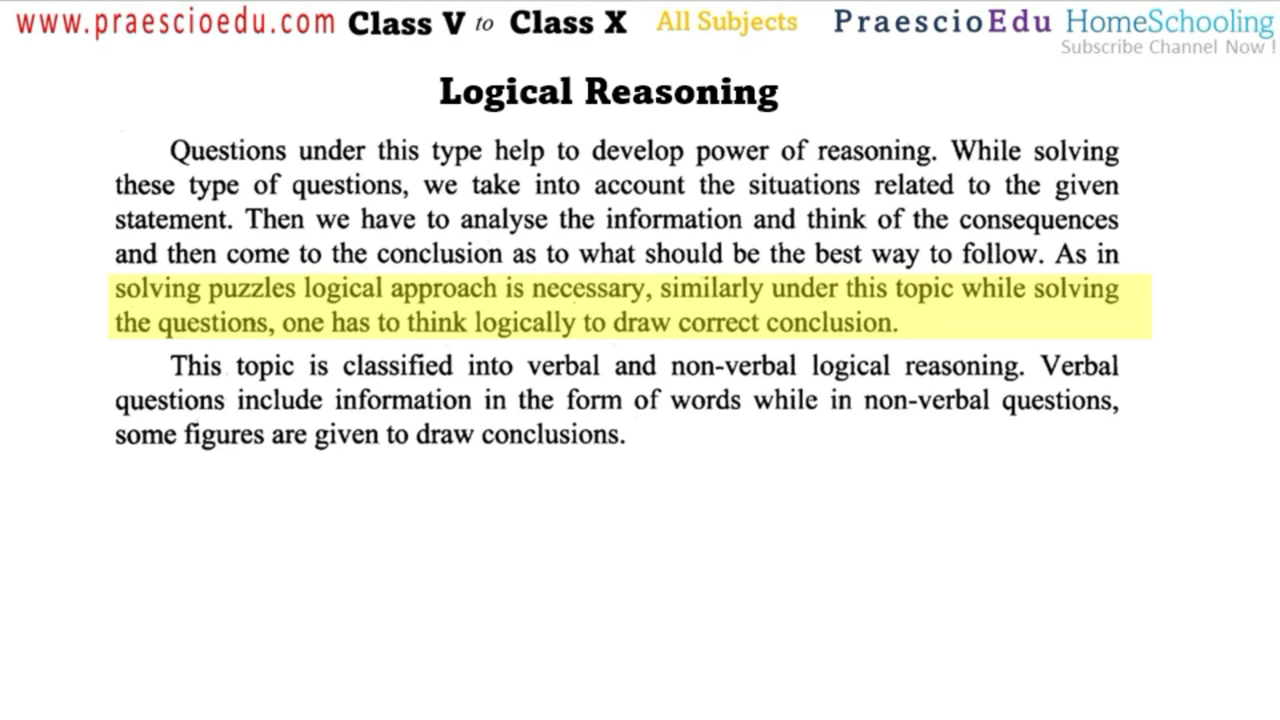 www.praescioedu.com Class V to Class X All Subjects PraescioEdu HomeSchooling
Subscribe Channel Now !
Logical Reasoning
Questions under this type help to develop power of reasoning. While solving
these type of questions, we take into account the situations related to the given
statement. Then we have to analyse the information and think of the consequences
and then come to the conclusion as to what should be the best way to follow. As in
solving puzzles logical approach is necessary, similarly under this topic while solving
the questions, one has to think logically to draw correct conclusion.
This topic is classified into verbal and non-verbal logical reasoning. Verbal
questions include information in the form of words while in non-verbal questions,
some figures are given to draw conclusions.